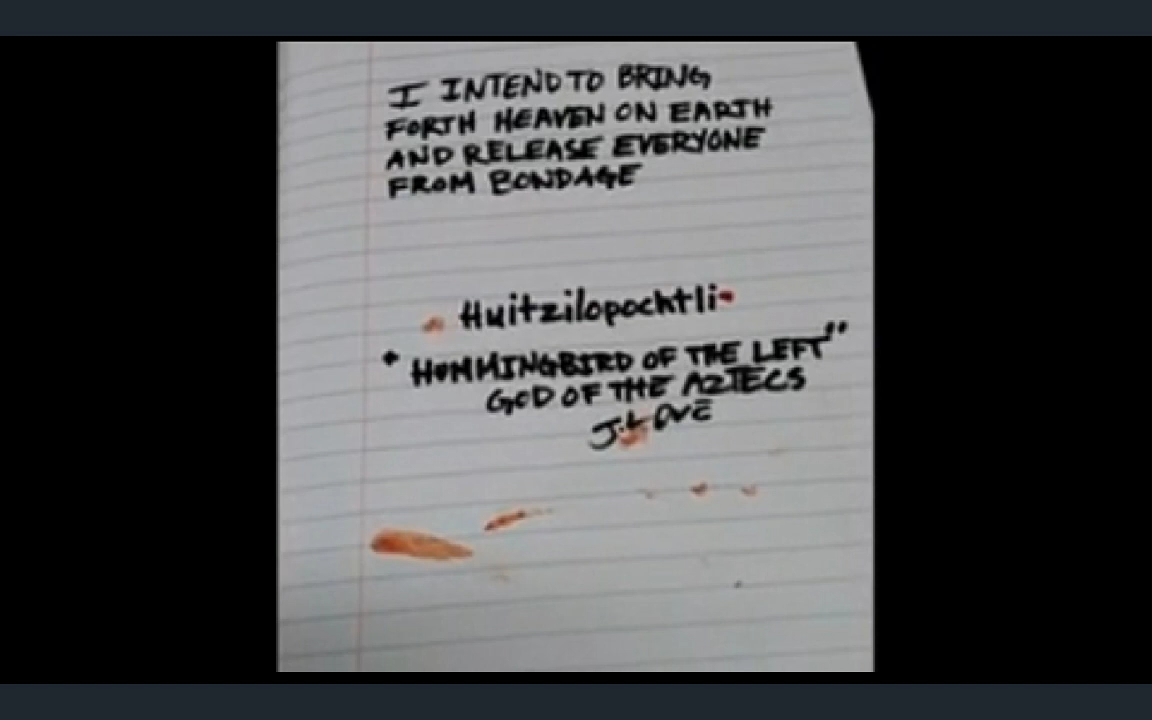 I INTEND TO BRING
FORTH HEAVEN ON EARTH
AND RELEASE EVERYONE
FROM BONDAGE
Huitzilopochtli
"HUMMINGBIRD OF THE LEFT"
GOD OF THE AZTECS
J.LOVE